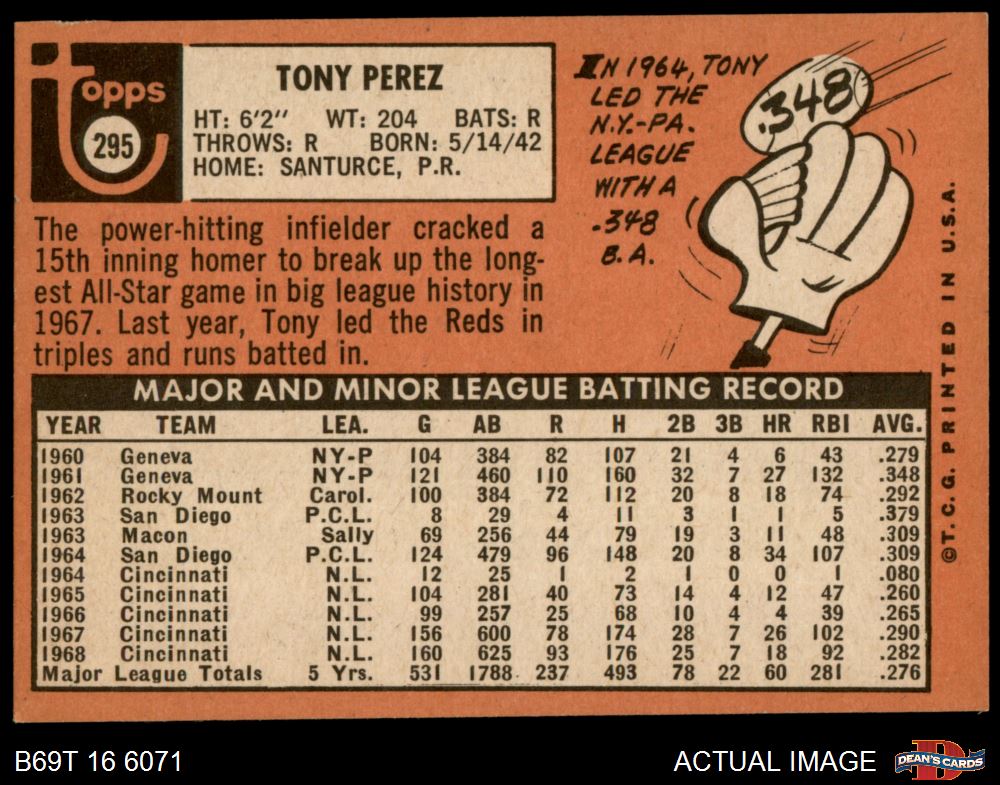 Topps
295
TONY PEREZ
HT: 6'2" WT: 204 BATS: R
THROWS: R BORN: 5/14/42
HOME: SANTURCE, P.R.
The power-hitting infielder cracked a
15th inning homer to break up the long-
est All-Star game in big league history in
1967. Last year, Tony led the Reds in
triples and runs batted in.
IN 1964, TONY
LED THE
N.Y.-PA.
LEAGUE
WITH A
.348
B.A.
.348
MAJOR AND MINOR LEAGUE BATTING RECORD
YEAR TEAM LEA. G AB R H 2B 3B HR RBI AVG.
1960 Geneva NY-P 104 384 82 107 21 4 6 43 .279
1961 Geneva NY-P 121 460 110 160 32 7 27 132 .348
1962 Rocky Mount Carol. 100 384 72 112 20 8 18 74 .292
1963 San Diego P.C.L. 8 29 4 11 3 1 1 5 .379
1963 Macon Sally 69 256 44 79 19 3 11 48 .309
1964 San Diego P.C.L. 124 479 96 148 20 8 34 107 .309
1964 Cincinnati N.L. 12 25 1 2 1 0 0 1 .080
1965 Cincinnati N.L. 104 281 40 73 14 4 12 47 .260
1966 Cincinnati N.L. 99 257 25 68 10 4 4 39 .265
1967 Cincinnati N.L. 156 600 78 174 28 7 26 102 .290
1968 Cincinnati N.L. 160 625 93 176 25 7 18 92 .282
Major League Totals 5 Yrs. 531 1788 237 493 78 22 60 281 .276
©T.C.G. PRINTED IN U.S.A.
B69T 16 6071
ACTUAL IMAGE
DEAN'S CARDS